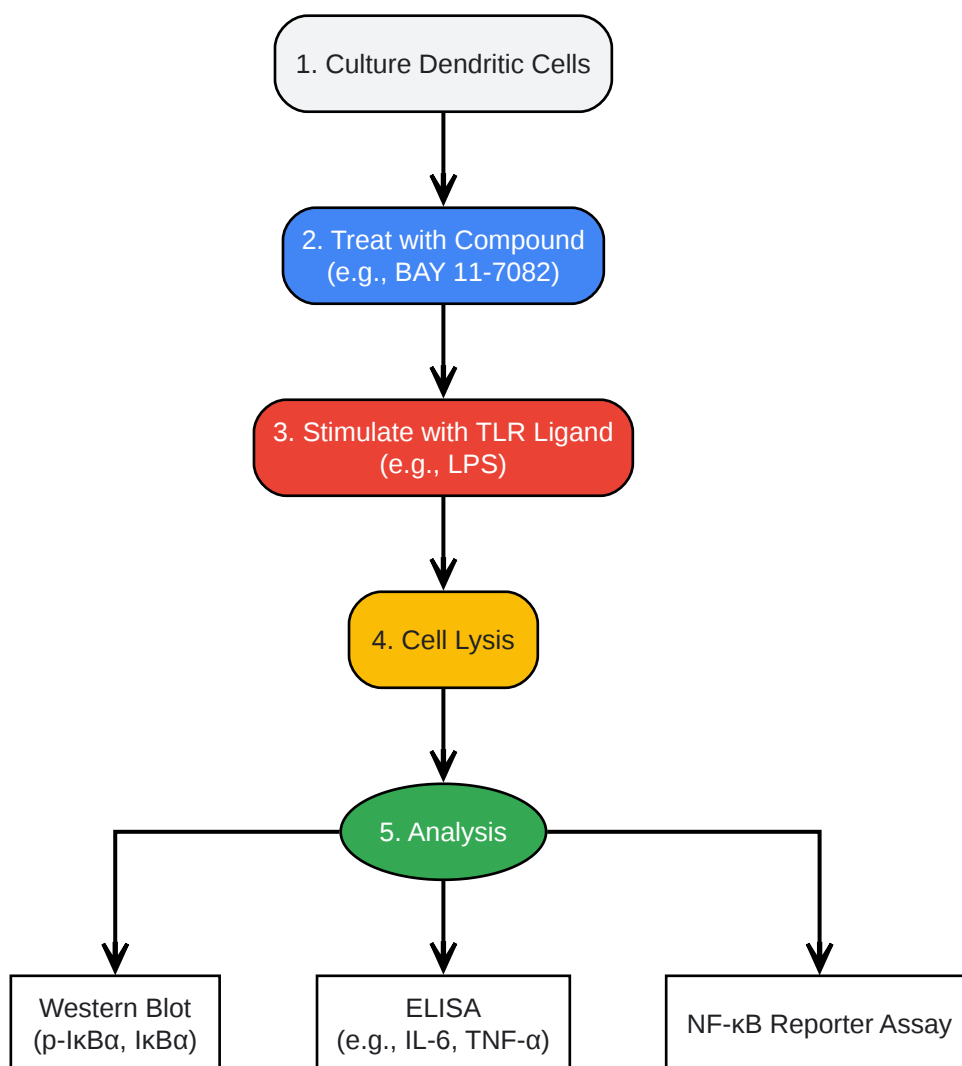 1. Culture Dendritic Cells
2. Treat with Compound
(e.g., BAY 11-7082)
3. Stimulate with TLR Ligand
(e.g., LPS)
4. Cell Lysis
5. Analysis
Western Blot
(p-IκBα, IκBα)
ELISA
(e.g., IL-6, TNF-α)
NF-κB Reporter Assay